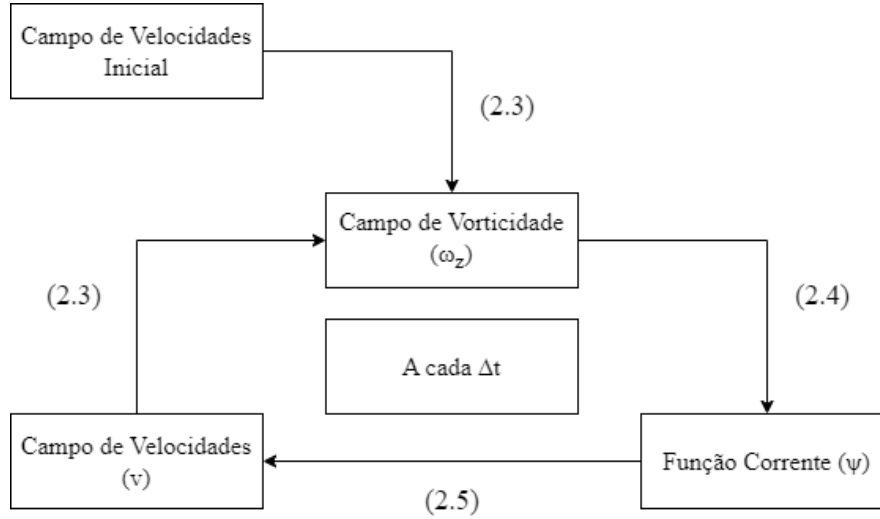 Campo de Velocidades
Inicial
(2.3)
Campo de Vorticidade
(ω_z)
(2.3)
(2.4)
A cada Δt
Campo de Velocidades
(v)
Função Corrente (ψ)
(2.5)